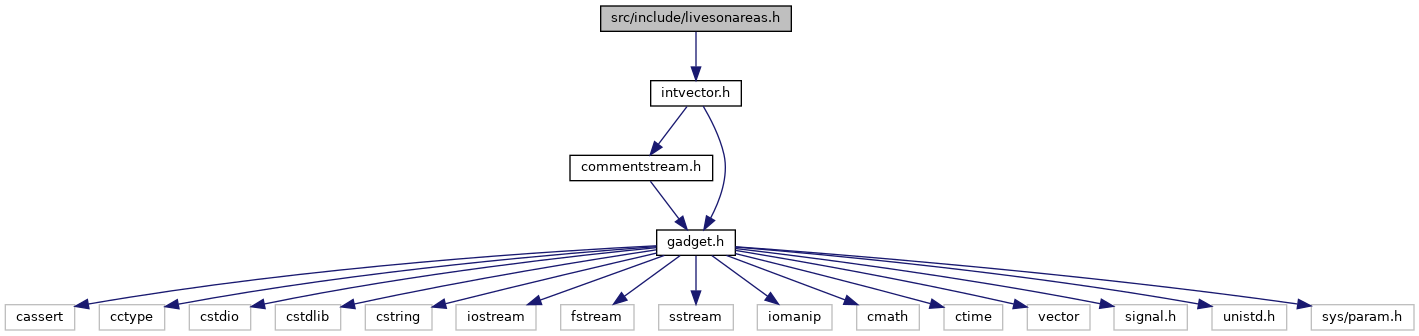 src/include/livesonareas.h
intvector.h
commentstream.h
gadget.h
cassert
cctype
cstdio
cstdlib
cstring
iostream
fstream
sstream
iomanip
cmath
ctime
vector
signal.h
unistd.h
sys/param.h